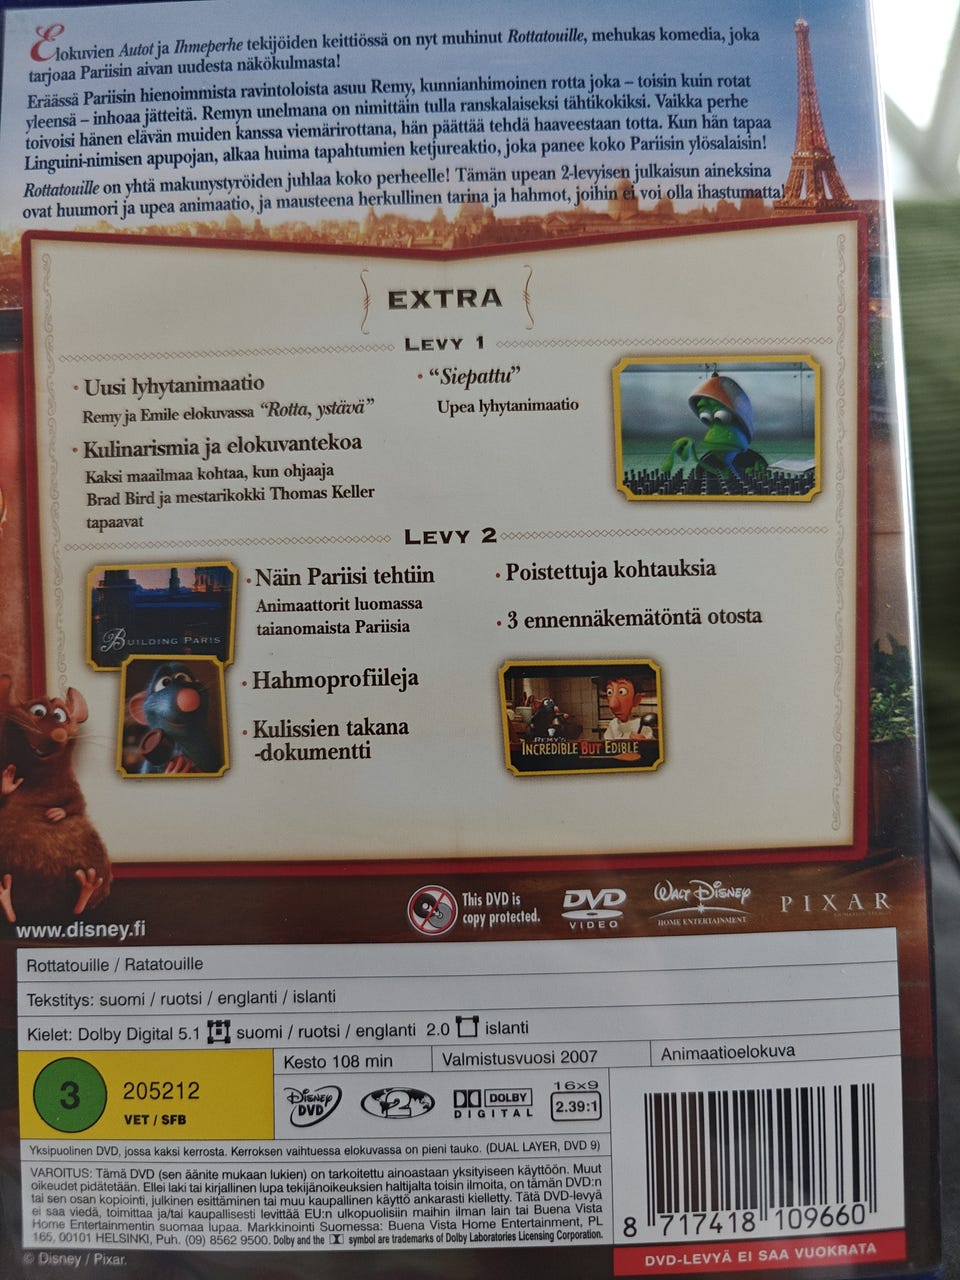 Elokuvien Autot ja Ihmeperhe tekijöiden keittiössä on nyt muhinut Rottatouille, mehukas komedia, joka
tarjoaa Pariisin aivan uudesta näkökulmasta!
Eräässä Pariisin hienoimmista ravintoloista asuu Remy, kunnianhimoinen rotta joka – toisin kuin rotat
yleensä – inhoaa jätteitä. Remyn unelmana on nimittäin tulla ranskalaiseksi tähtikokiksi. Vaikka perhe
toivoisi hänen elävän muiden kanssa viemärirottana, hän päättää tehdä haaveestaan totta. Kun hän tapaa
Linguini-nimisen apupojan, alkaa huima tapahtumien ketjureaktio, joka panee koko Pariisin ylösalaisin!
Rottatouille on yhtä makunystyröiden juhlaa koko perheelle! Tämän upean 2-levyisen julkaisun aineksina
ovat huumori ja upea animaatio, ja mausteena herkullinen tarina ja hahmot, joihin ei voi olla ihastumatta!
EXTRA
LEVY 1
• Uusi lyhytanimaatio
Remy ja Emile elokuvassa “Rotta, ystävä”
• Kulinarismia ja elokuvantekoa
Kaksi maailmaa kohtaa, kun ohjaaja
Brad Bird ja mestarikokki Thomas Keller
tapaavat
• “Siepattu”
Upea lyhytanimaatio
LEVY 2
BUILDING PARIS
• Näin Pariisi tehtiin
Animaattorit luomassa
taianomaista Pariisia
• Hahmoprofiileja
• Kulissien takana
-dokumentti
• Poistettuja kohtauksia
• 3 ennennäkemätöntä otosta
REMY'S
INCREDIBLE BUT EDIBLE
www.disney.fi
This DVD is
copy protected.
DVD
VIDEO
WALT DISNEY
HOME ENTERTAINMENT
PIXAR
ANIMATION STUDIOS
Rottatouille / Ratatouille
Tekstitys: suomi / ruotsi / englanti / islanti
Kielet: Dolby Digital 5.1 suomi / ruotsi / englanti 2.0 islanti
3
205212
VET / SFB
Kesto 108 min
Valmistusvuosi 2007
Animaatioelokuva
DISNEY
DVD
2
DOLBY
DIGITAL
16x9
2.39:1
Yksipuolinen DVD, jossa kaksi kerrosta. Kerroksen vaihtuessa elokuvassa on pieni tauko. (DUAL LAYER, DVD 9)
VAROITUS: Tämä DVD (sen äänite mukaan lukien) on tarkoitettu ainoastaan yksityiseen käyttöön. Muut
oikeudet pidätetään. Ellei laki tai kirjallinen lupa tekijänoikeuksien haltijalta toisin ilmoita, on tämän DVD:n
tai sen osan kopiointi, julkinen esittäminen tai muu kaupallinen käyttö ankarasti kielletty. Tätä DVD-levyä
ei saa viedä, toimittaa ja/tai kaupallisesti levittää EU:n ulkopuolisiin maihin ilman lain tai Buena Vista
Home Entertainmentin suomaa lupaa. Markkinointi Suomessa: Buena Vista Home Entertainment, PL
165, 00101 HELSINKI, Puh. (09) 8562 9500. Dolby and the symbol are trademarks of Dolby Laboratories Licensing Corporation.
8 717418 109660
DVD-LEVYÄ EI SAA VUOKRATA
© Disney / Pixar.